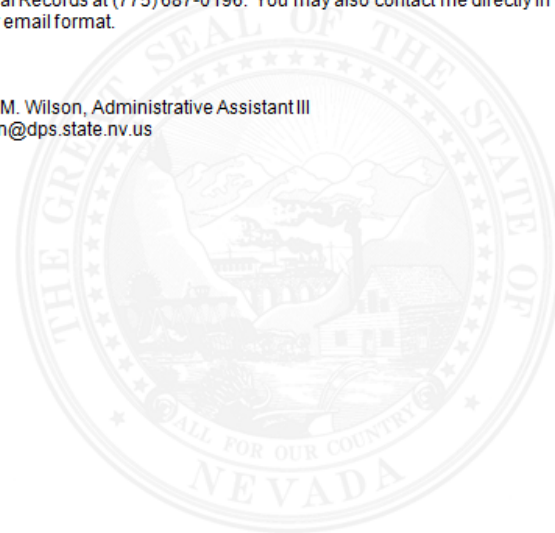 al Records at (775) 687-0196. You may also contact me directly in
email format.
M. Wilson, Administrative Assistant III
n@dps.state.nv.us
THE GREAT SEAL OF THE STATE OF
NEVADA
ALL FOR OUR COUNTRY